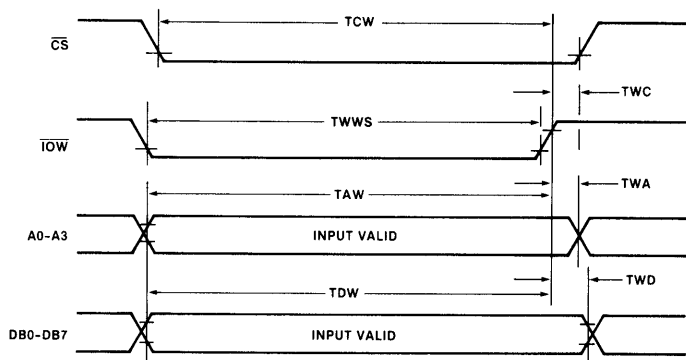 TCW
CS
TWC
TWWS
IOW
TWA
TAW
A0-A3
INPUT VALID
TWD
TDW
DB0-DB7
INPUT VALID